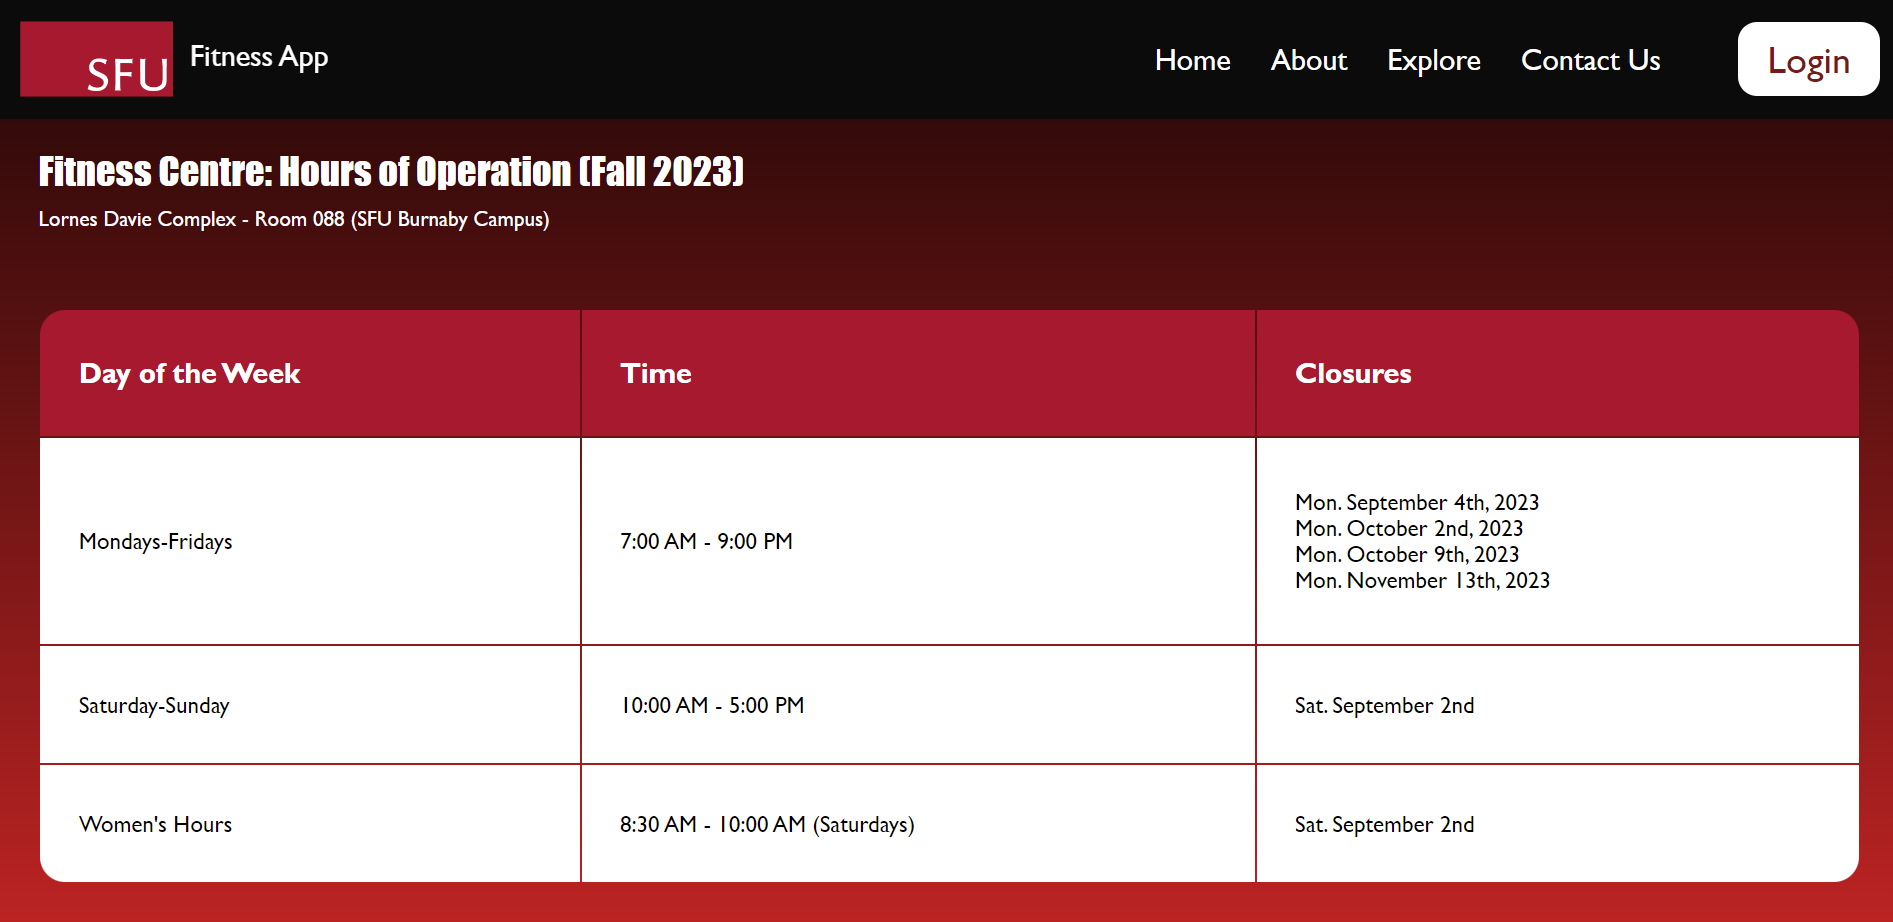 SFU
Fitness App
Home
About
Explore
Contact Us
Login
Fitness Centre: Hours of Operation (Fall 2023)
Lornes Davie Complex - Room 088 (SFU Burnaby Campus)
Day of the Week
Time
Closures
Mondays-Fridays
7:00 AM - 9:00 PM
Mon. September 4th, 2023
Mon. October 2nd, 2023
Mon. October 9th, 2023
Mon. November 13th, 2023
Saturday-Sunday
10:00 AM - 5:00 PM
Sat. September 2nd
Women's Hours
8:30 AM - 10:00 AM (Saturdays)
Sat. September 2nd